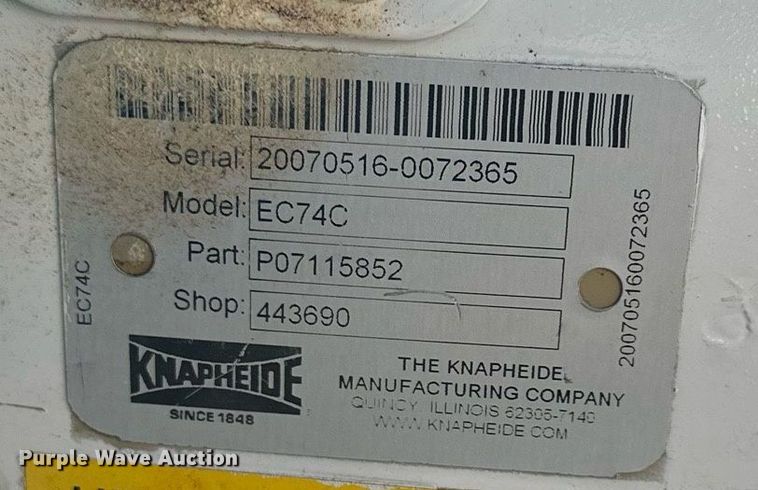 Serial: 20070516-0072365
Model: EC74C
Part: P07115852
Shop: 443690
EC74C
200705160072365
KNAPHEIDE
SINCE 1848
THE KNAPHEIDE
MANUFACTURING COMPANY
QUINCY, ILLINOIS 62305-7140
WWW.KNAPHEIDE.COM
Purple Wave Auction